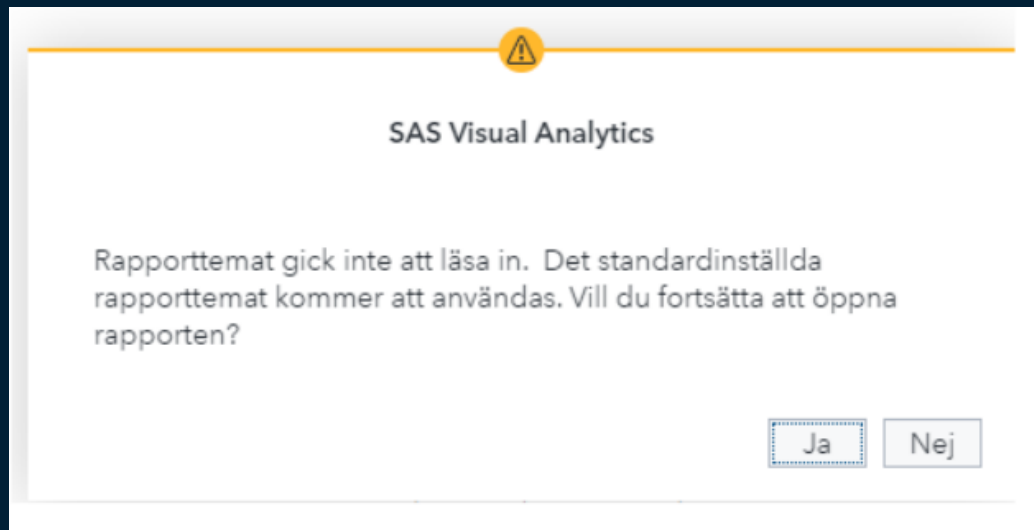 SAS Visual Analytics
Rapporttemat gick inte att läsa in.  Det standardinställda
rapporttemat kommer att användas. Vill du fortsätta att öppna
rapporten?
Ja
Nej